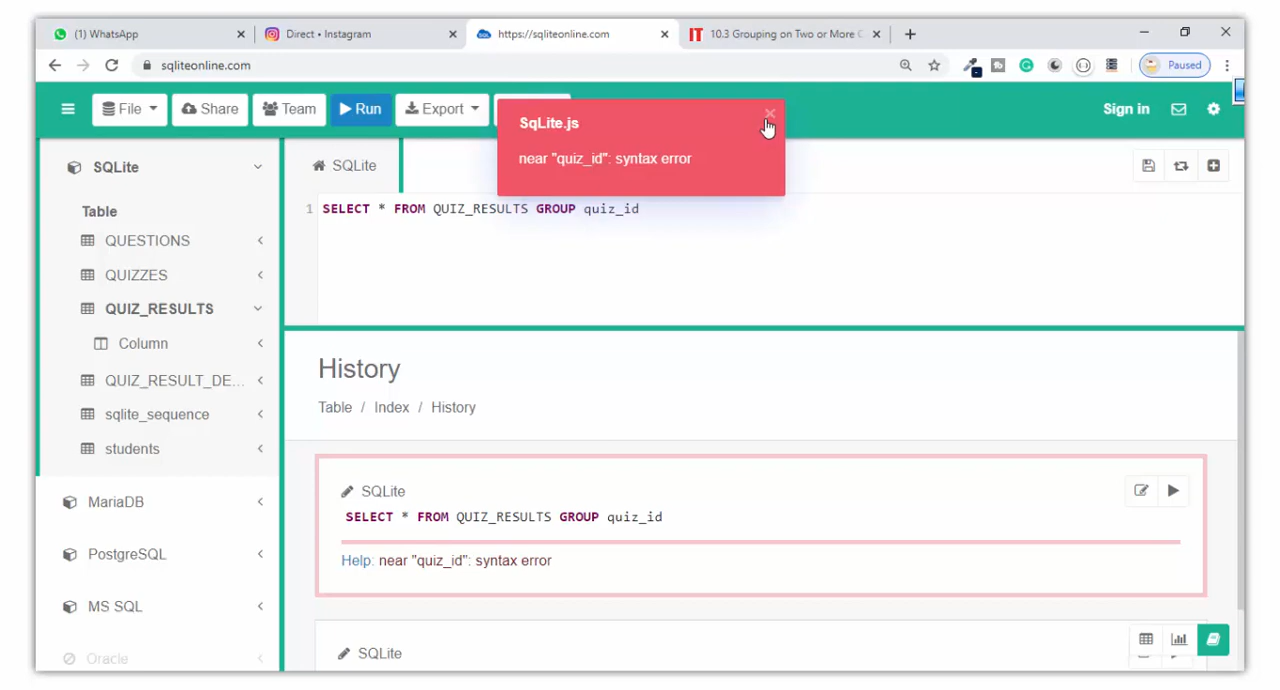 (1) WhatsApp
Direct • Instagram
https://sqliteonline.com
IT 10.3 Grouping on Two or More C
sqliteonline.com
Paused
File
Share
Team
Run
Export
Sign in
SqLite.js
near "quiz_id": syntax error
SQLite
Table
QUESTIONS
QUIZZES
QUIZ_RESULTS
Column
QUIZ_RESULT_DE...
sqlite_sequence
students
MariaDB
PostgreSQL
MS SQL
Oracle
SQLite
1 SELECT * FROM QUIZ_RESULTS GROUP quiz_id
History
Table / Index / History
SQLite
SELECT * FROM QUIZ_RESULTS GROUP quiz_id
Help: near "quiz_id": syntax error
SQLite